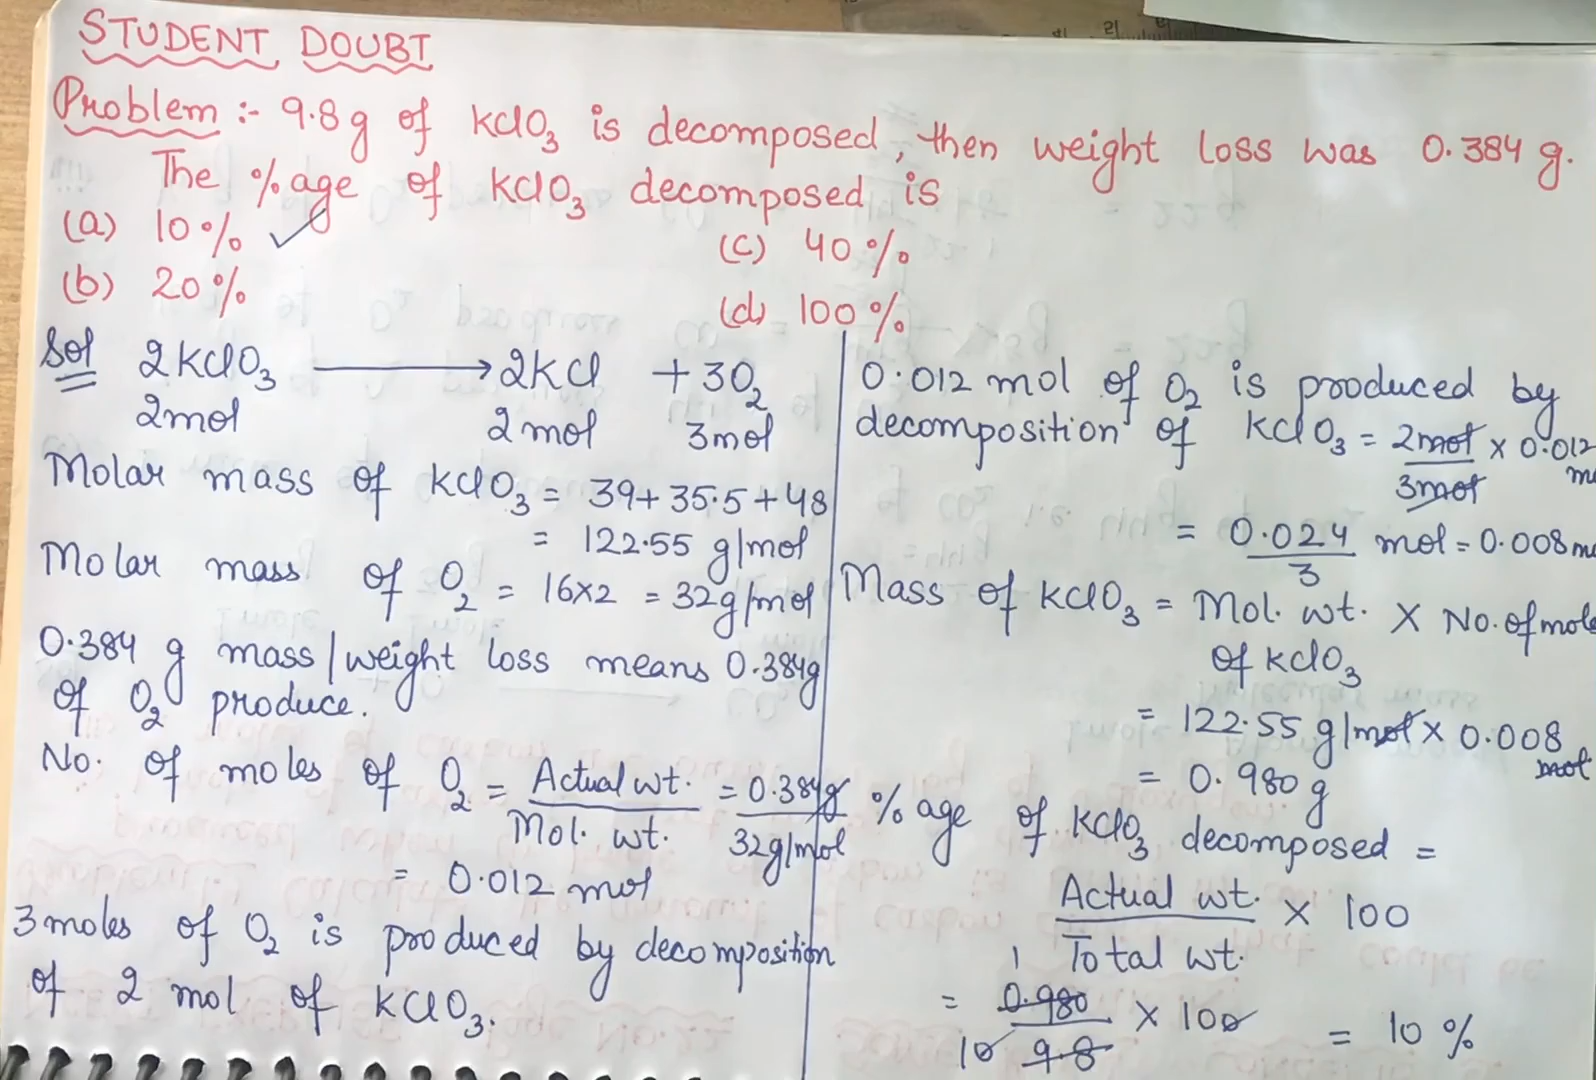 STUDENT DOUBT
Problem :- 9.8g of KClO3 is decomposed, then weight loss was 0.384 g.
The %age of KClO3 decomposed is
(a) 10% ✓
(b) 20%
(c) 40%
(d) 100%
Sol 2KClO3 ⟶ 2KCl + 3O2
2mol 2mol 3mol
Molar mass of KClO3 = 39+35.5+48
= 122.55 g/mol
Molar mass of O2 = 16x2 = 32g/mol
0.384 g mass/weight loss means 0.384g
of O2 produce.
No. of moles of O2 = Actual wt. / Mol. wt. = 0.384g / 32g/mol
= 0.012 mol
3 moles of O2 is produced by decomposition
of 2 mol of KClO3.
0.012 mol of O2 is produced by
decomposition of KClO3 = 2mol / 3mol x 0.012
= 0.024 / 3 mol = 0.008
Mass of KClO3 = Mol. wt. X No. of mole
of KClO3
= 122.55 g/mol x 0.008
mol
= 0.980 g
%age of KClO3 decomposed =
Actual wt. / Total wt. X 100
1
= 0.980 / 9.8 X 100 = 10 %
10